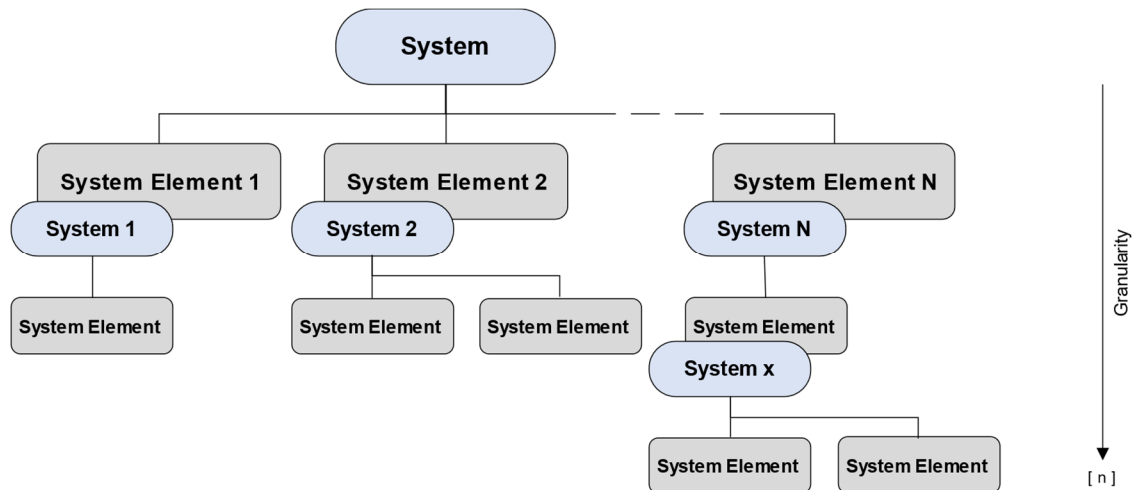 System
System Element 1
System Element 2
System Element N
System 1
System 2
System N
System Element
System Element
System Element
System Element
System x
System Element
System Element
Granularity
[ n ]